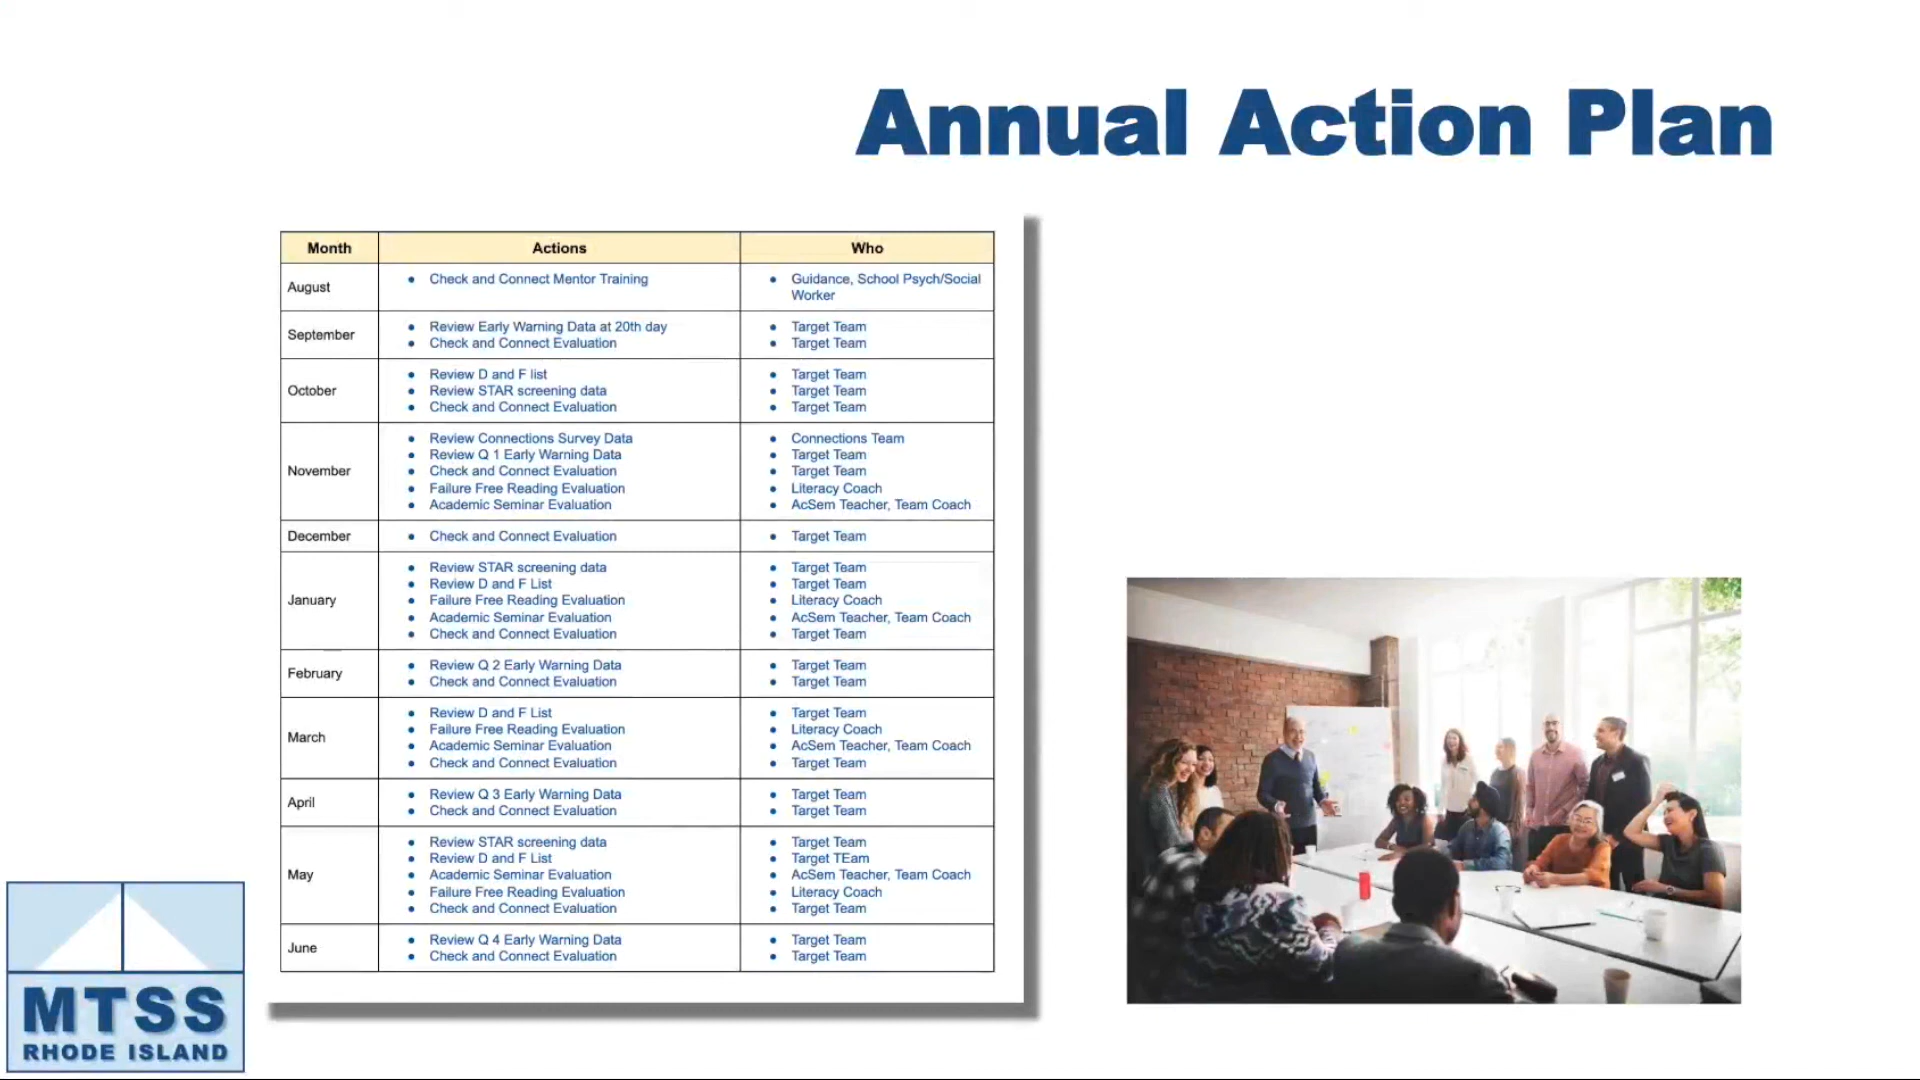 Annual Action Plan
Month Actions Who
August
• Check and Connect Mentor Training
• Guidance, School Psych/Social
Worker
September
• Review Early Warning Data at 20th day
• Check and Connect Evaluation
• Target Team
• Target Team
October
• Review D and F list
• Review STAR screening data
• Check and Connect Evaluation
• Target Team
• Target Team
• Target Team
November
• Review Connections Survey Data
• Review Q 1 Early Warning Data
• Check and Connect Evaluation
• Failure Free Reading Evaluation
• Academic Seminar Evaluation
• Connections Team
• Target Team
• Target Team
• Literacy Coach
• AcSem Teacher, Team Coach
December
• Check and Connect Evaluation
• Target Team
January
• Review STAR screening data
• Review D and F List
• Failure Free Reading Evaluation
• Academic Seminar Evaluation
• Check and Connect Evaluation
• Target Team
• Target Team
• Literacy Coach
• AcSem Teacher, Team Coach
• Target Team
February
• Review Q 2 Early Warning Data
• Check and Connect Evaluation
• Target Team
• Target Team
March
• Review D and F List
• Failure Free Reading Evaluation
• Academic Seminar Evaluation
• Check and Connect Evaluation
• Target Team
• Literacy Coach
• AcSem Teacher, Team Coach
• Target Team
April
• Review Q 3 Early Warning Data
• Check and Connect Evaluation
• Target Team
• Target Team
May
• Review STAR screening data
• Review D and F List
• Academic Seminar Evaluation
• Failure Free Reading Evaluation
• Check and Connect Evaluation
• Target Team
• Target TEam
• AcSem Teacher, Team Coach
• Literacy Coach
• Target Team
June
• Review Q 4 Early Warning Data
• Check and Connect Evaluation
• Target Team
• Target Team
MTSS
RHODE ISLAND